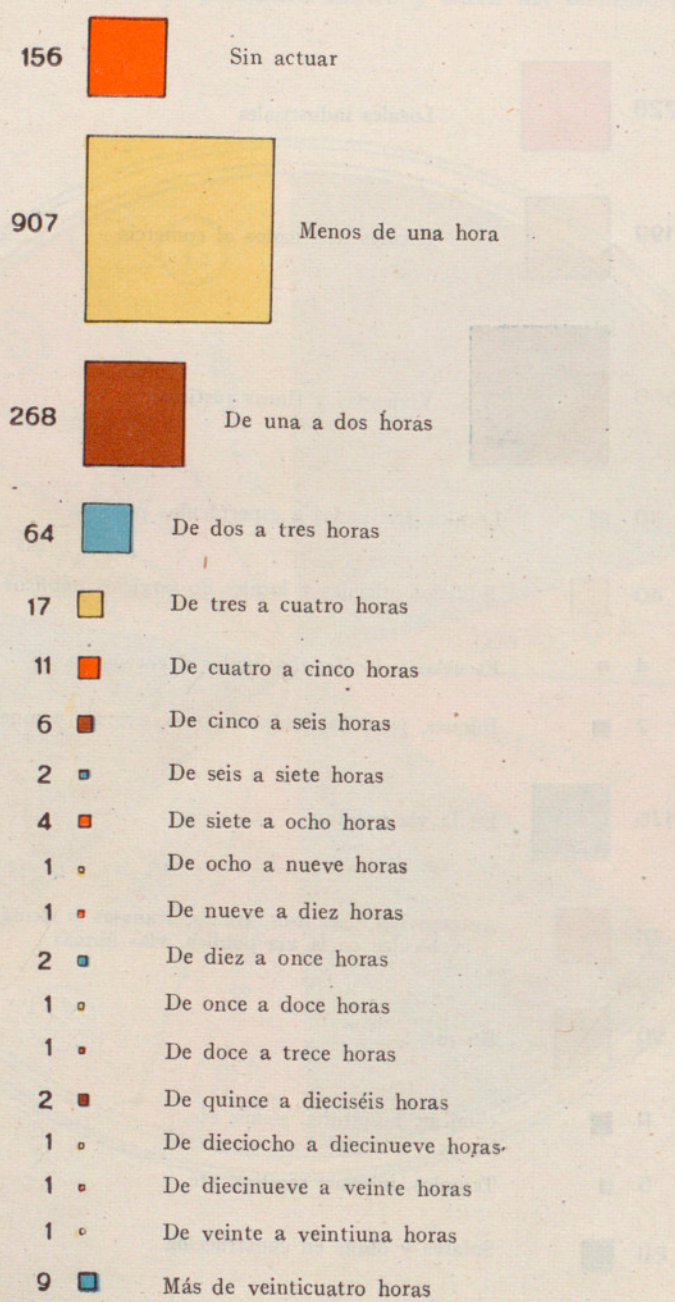 156 Sin actuar
907 Menos de una hora
268 De una a dos horas
64 De dos a tres horas
17 De tres a cuatro horas
11 De cuatro a cinco horas
6 De cinco a seis horas
2 De seis a siete horas
4 De siete a ocho horas
1 De ocho a nueve horas
1 De nueve a diez horas
2 De diez a once horas
1 De once a doce horas
1 De doce a trece horas
2 De quince a dieciséis horas
1 De dieciocho a diecinueve horas
1 De diecinueve a veinte horas
1 De veinte a veintiuna horas
9 Más de veinticuatro horas